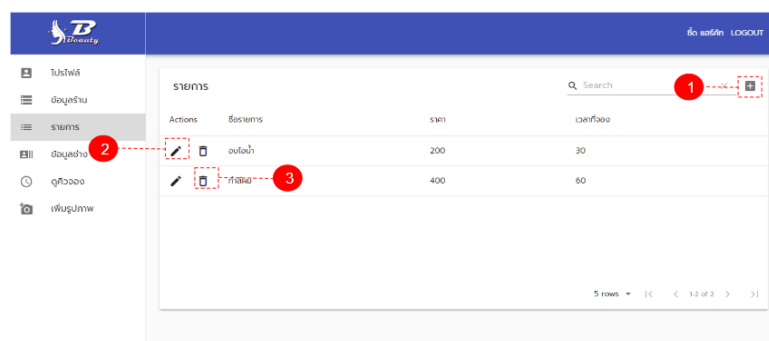 B
Beauty
ชื่อ แฮร์คัท LOGOUT
โปรไฟล์
ข้อมูลร้าน
รายการ
ข้อมูลช่าง
ดูคิวจอง
เพิ่มรูปภาพ
รายการ
Search
1
Actions ชื่อรายการ ราคา เวลาที่จอง
2
อบไอน้ำ 200 30
ทำสีผม 400 60
3
5 rows
1-2 of 2